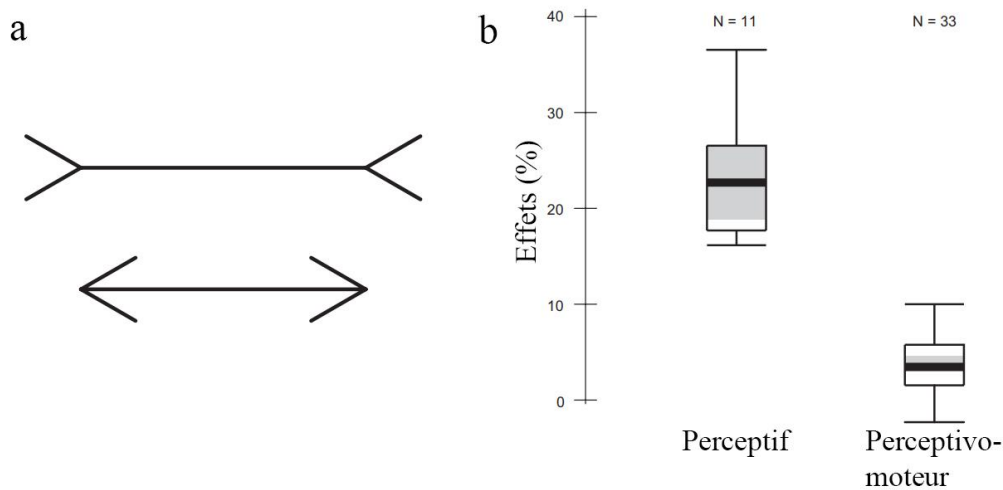 a
b
40
30
20
10
0
Effets (%)
N = 11
N = 33
Perceptif
Perceptivo-
moteur